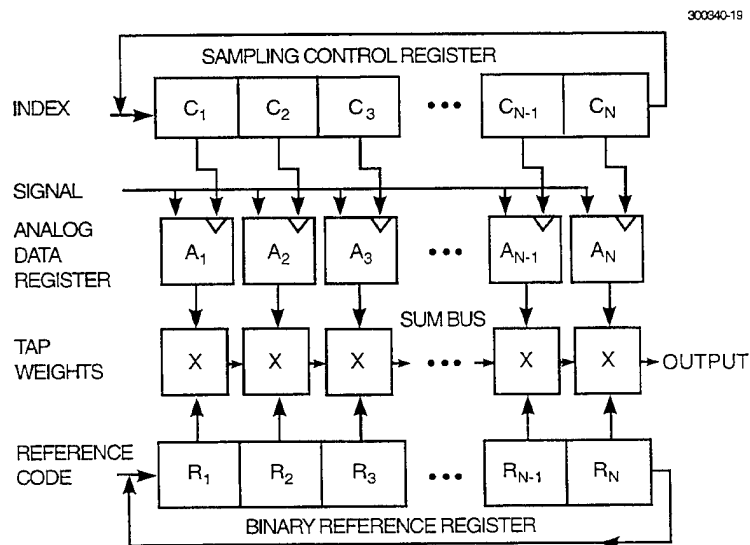 300840-19
SAMPLING CONTROL REGISTER
INDEX
C1 C2 C3 ••• CN-1 CN
SIGNAL
ANALOG
DATA
REGISTER
A1 A2 A3 ••• AN-1 AN
SUM BUS
TAP
WEIGHTS
X X X ••• X X OUTPUT
REFERENCE
CODE
R1 R2 R3 ••• RN-1 RN
BINARY REFERENCE REGISTER